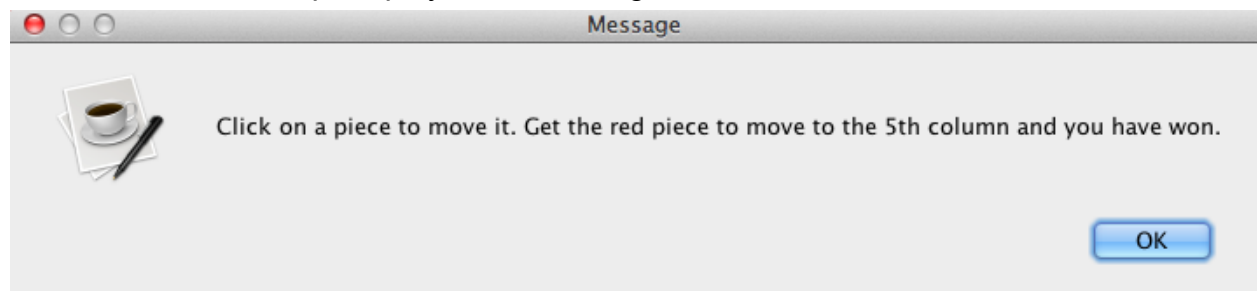 Message
Click on a piece to move it. Get the red piece to move to the 5th column and you have won.
OK